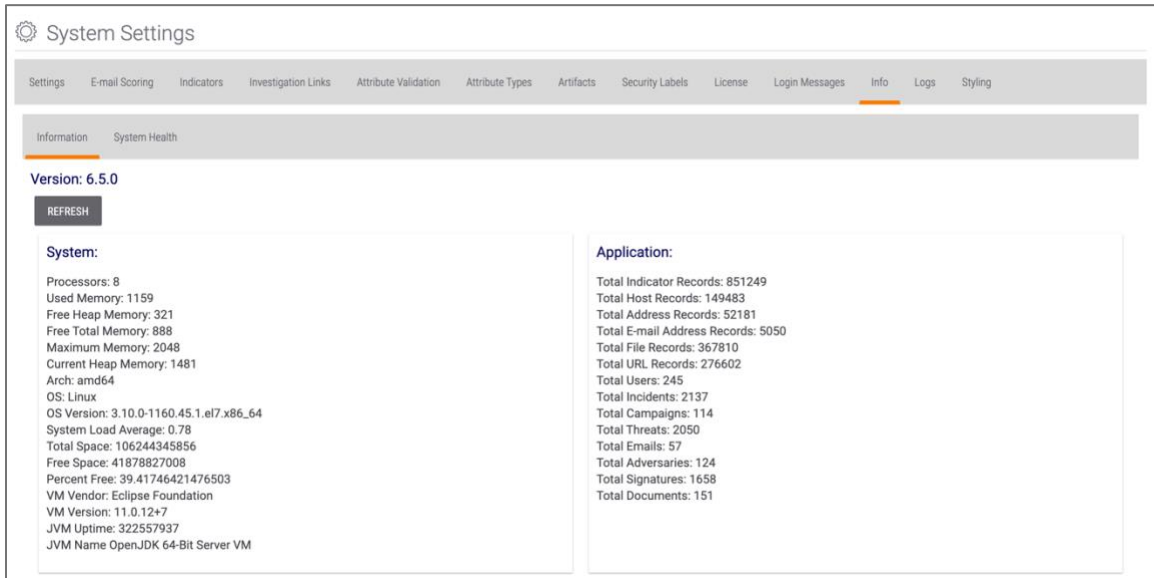 System Settings
Settings E-mail Scoring Indicators Investigation Links Attribute Validation Attribute Types Artifacts Security Labels License Login Messages Info Logs Styling
Information System Health
Version: 6.5.0
REFRESH
System:
Processors: 8
Used Memory: 1159
Free Heap Memory: 321
Free Total Memory: 888
Maximum Memory: 2048
Current Heap Memory: 1481
Arch: amd64
OS: Linux
OS Version: 3.10.0-1160.45.1.el7.x86_64
System Load Average: 0.78
Total Space: 106244345856
Free Space: 41878827008
Percent Free: 39.41746421476503
VM Vendor: Eclipse Foundation
VM Version: 11.0.12+7
JVM Uptime: 322557937
JVM Name OpenJDK 64-Bit Server VM
Application:
Total Indicator Records: 851249
Total Host Records: 149483
Total Address Records: 52181
Total E-mail Address Records: 5050
Total File Records: 367810
Total URL Records: 276602
Total Users: 245
Total Incidents: 2137
Total Campaigns: 114
Total Threats: 2050
Total Emails: 57
Total Adversaries: 124
Total Signatures: 1658
Total Documents: 151